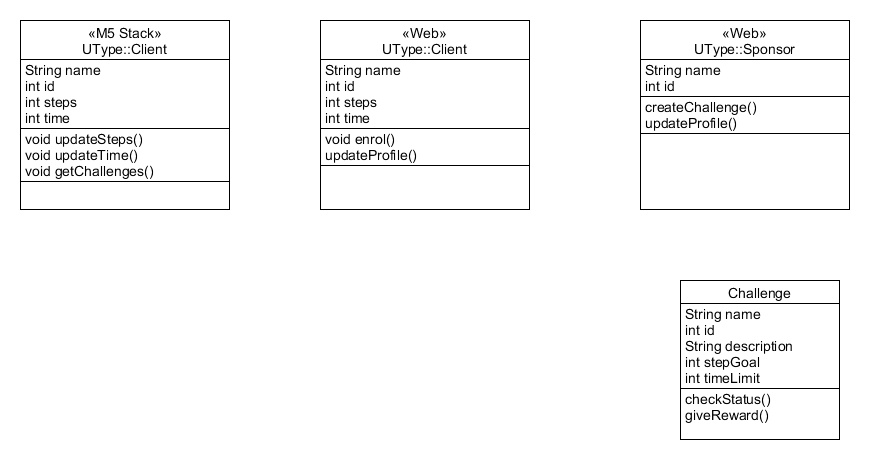 «M5 Stack»
UType::Client
String name
int id
int steps
int time
void updateSteps()
void updateTime()
void getChallenges()
«Web»
UType::Client
String name
int id
int steps
int time
void enrol()
updateProfile()
«Web»
UType::Sponsor
String name
int id
createChallenge()
updateProfile()
Challenge
String name
int id
String description
int stepGoal
int timeLimit
checkStatus()
giveReward()